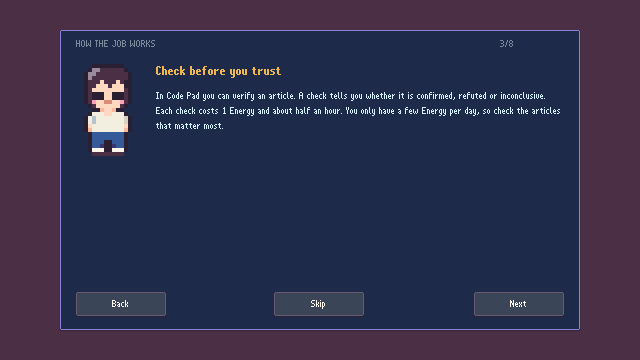 HOW THE JOB WORKS
3/8
Check before you trust
In Code Pad you can verify an article. A check tells you whether it is confirmed, refuted or inconclusive.
Each check costs 1 Energy and about half an hour. You only have a few Energy per day, so check the articles
that matter most.
Back
Skip
Next